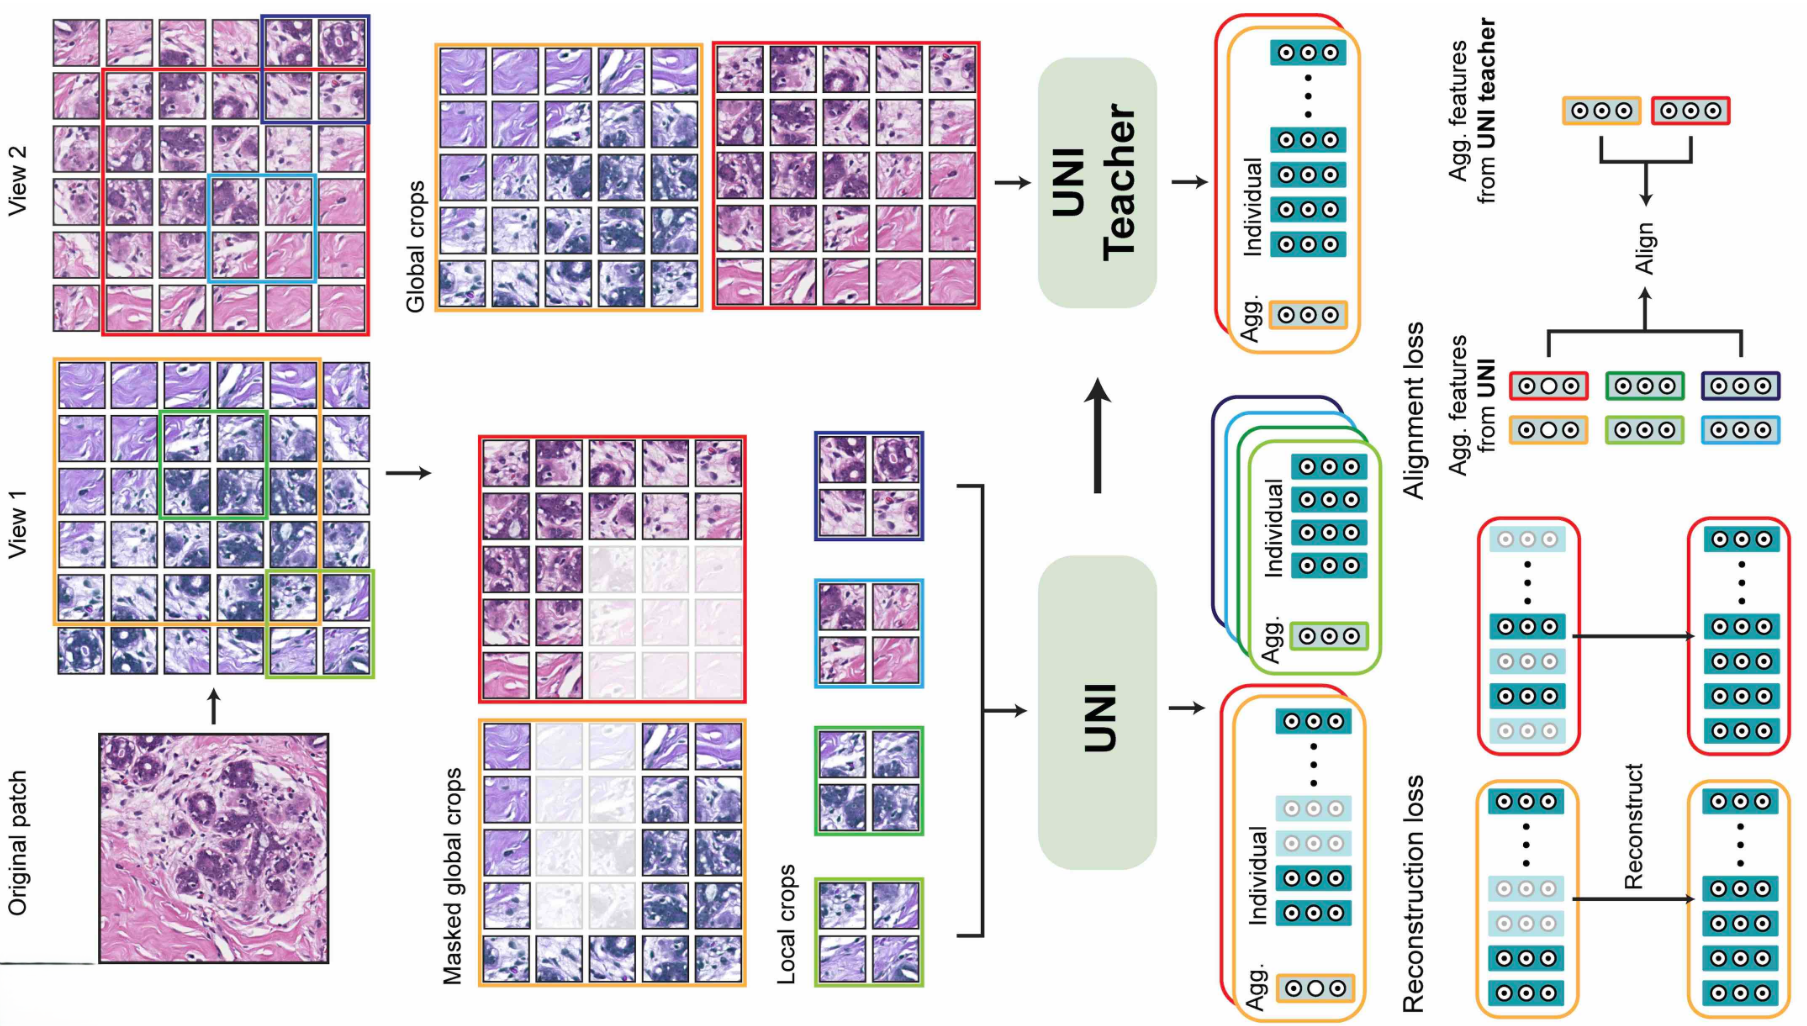 Original patch
View 1
View 2
Masked global crops
Global crops
Local crops
UNI
UNI
Teacher
Agg.
Individual
Agg.
Individual
Agg.
Individual
Reconstruction loss
Reconstruct
Alignment loss
Agg. features
from UNI
Align
Agg. features
from UNI teacher